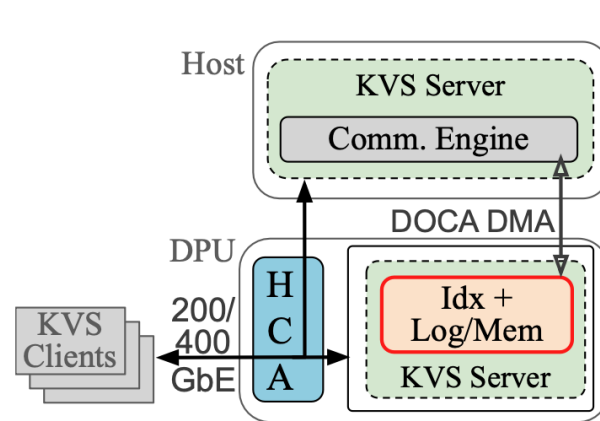 Host
KVS Server
Comm. Engine
DOCA DMA
DPU
H
C
A
200/
400
GbE
KVS
Clients
Idx +
Log/Mem
KVS Server